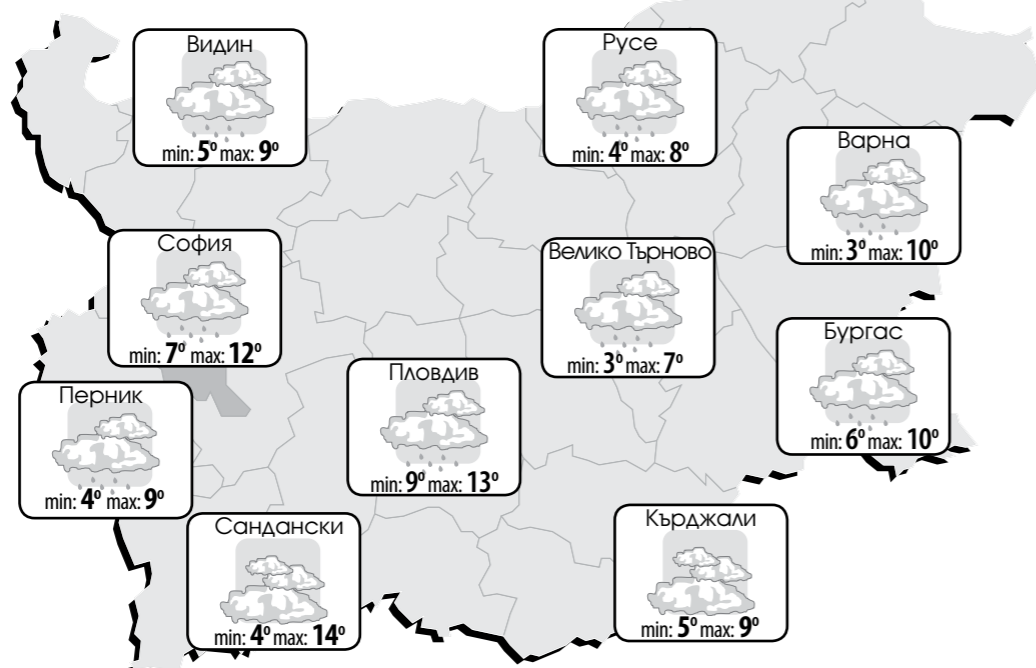 Видин
min: 5° max: 9°
Русе
min: 4° max: 8°
Варна
min: 3° max: 10°
София
min: 7° max: 12°
Велико Търново
min: 3° max: 7°
Бургас
min: 6° max: 10°
Пловдив
min: 9° max: 13°
Перник
min: 4° max: 9°
Сандански
min: 4° max: 14°
Кърджали
min: 5° max: 9°